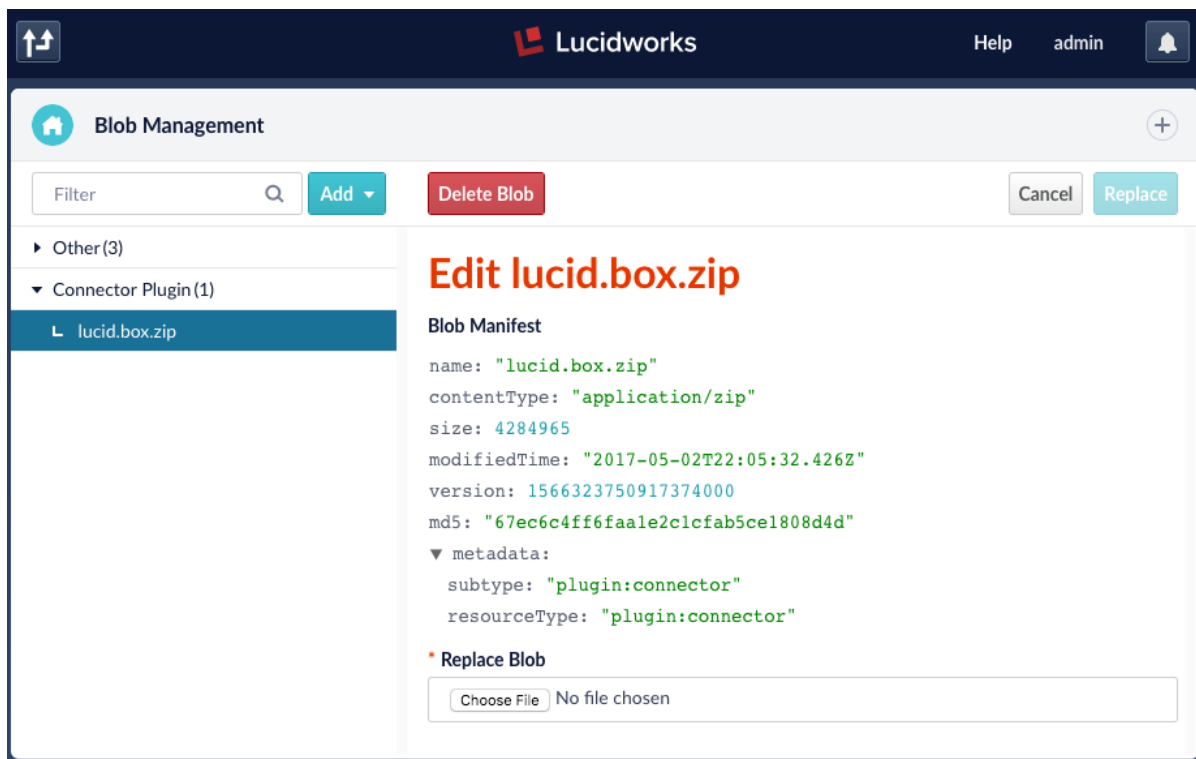 Lucidworks Help admin
Blob Management
Filter Add Delete Blob Cancel Replace
Other (3)
Connector Plugin (1)
lucid.box.zip
Edit lucid.box.zip
Blob Manifest
name: "lucid.box.zip"
contentType: "application/zip"
size: 4284965
modifiedTime: "2017-05-02T22:05:32.426Z"
version: 1566323750917374000
md5: "67ec6c4ff6faa1e2c1cfab5ce1808d4d"
metadata:
subtype: "plugin:connector"
resourceType: "plugin:connector"
* Replace Blob
Choose File No file chosen